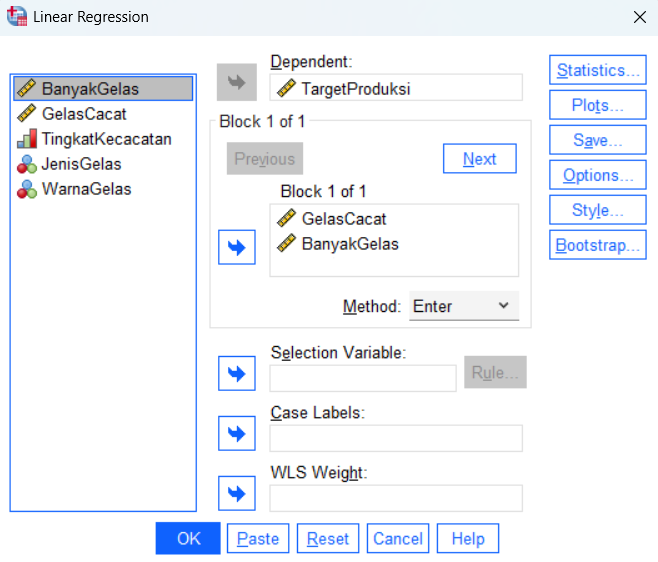 Linear Regression
BanyakGelas
GelasCacat
TingkatKecacatan
JenisGelas
WarnaGelas
Dependent:
TargetProduksi
Block 1 of 1
Previous
Next
Block 1 of 1
GelasCacat
BanyakGelas
Method: Enter
Selection Variable:
Rule...
Case Labels:
WLS Weight:
Statistics...
Plots...
Save...
Options...
Style...
Bootstrap...
OK Paste Reset Cancel Help